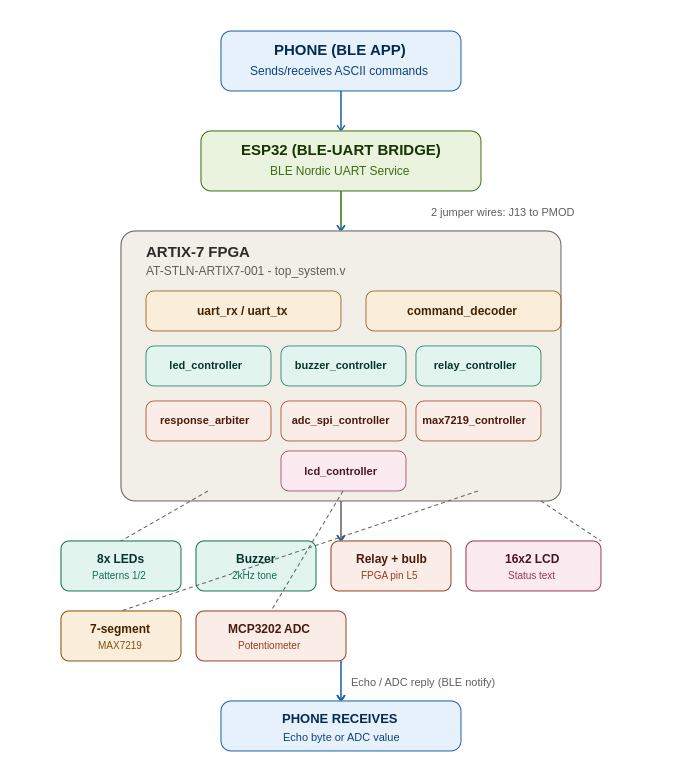 PHONE (BLE APP)
Sends/receives ASCII commands
ESP32 (BLE-UART BRIDGE)
BLE Nordic UART Service
2 jumper wires: J13 to PMOD
ARTIX-7 FPGA
AT-STLN-ARTIX7-001 - top_system.v
uart_rx / uart_tx
command_decoder
led_controller
buzzer_controller
relay_controller
response_arbiter
adc_spi_controller
max7219_controller
lcd_controller
8x LEDs
Patterns 1/2
Buzzer
2kHz tone
Relay + bulb
FPGA pin L5
16x2 LCD
Status text
7-segment
MAX7219
MCP3202 ADC
Potentiometer
Echo / ADC reply (BLE notify)
PHONE RECEIVES
Echo byte or ADC value